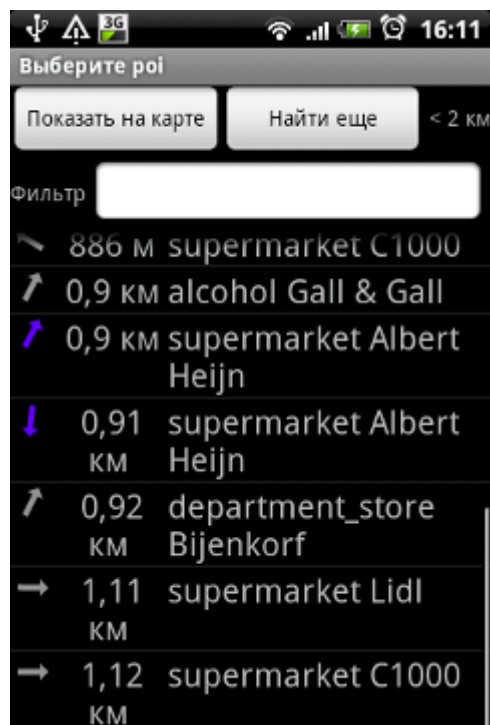 3G 16:11
Выберите poi
Показать на карте Найти еще < 2 км
Фильтр
886 м supermarket C1000
0,9 км alcohol Gall & Gall
0,9 км supermarket Albert
Heijn
0,91 supermarket Albert
км Heijn
0,92 department_store
км Bijenkorf
1,11 supermarket Lidl
км
1,12 supermarket C1000
км